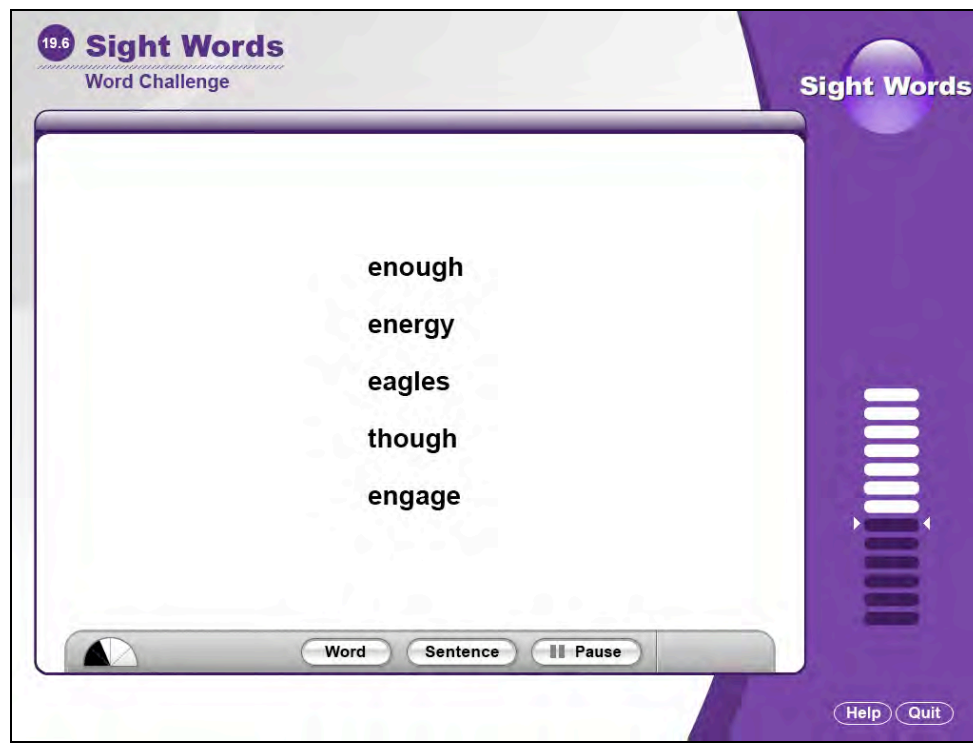 19.6 Sight Words
Word Challenge
Sight Words
enough
energy
eagles
though
engage
Word Sentence Pause
Help Quit